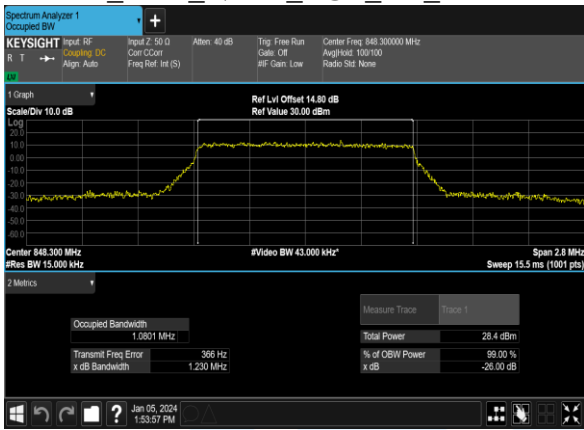 Spectrum Analyzer 1
Occupied BW
+
KEYSIGHT Input: RF Input Z: 50 Ω Atten: 40 dB Trig: Free Run Center Freq: 848.300000 MHz
R T Coupling: DC Corr CCorr Gate: Off Avg|Hold: 100/100
Align: Auto Freq Ref: Int (S) #IF Gain: Low Radio Std: None
1 Graph Ref Lvl Offset 14.80 dB
Scale/Div 10.0 dB Ref Value 30.00 dBm
Log
20.0
10.0
0.00
-10.0
-20.0
-30.0
-40.0
-50.0
-60.0
Center 848.300 MHz #Video BW 43.000 kHz* Span 2.8 MHz
#Res BW 15.000 kHz Sweep 15.5 ms (1001 pts)
2 Metrics
Measure Trace Trace 1
Occupied Bandwidth
1.0801 MHz Total Power 28.4 dBm
Transmit Freq Error 366 Hz % of OBW Power 99.00 %
x dB Bandwidth 1.230 MHz x dB -26.00 dB
? Jan 05, 2024
1:53:57 PM